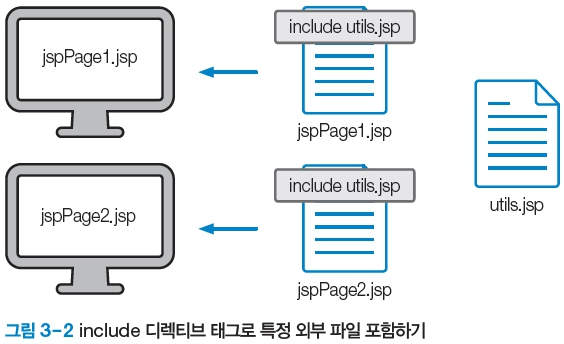 jspPage1.jsp
include utils.jsp
jspPage1.jsp
jspPage2.jsp
include utils.jsp
jspPage2.jsp
utils.jsp
그림 3-2 include 디렉티브 태그로 특정 외부 파일 포함하기